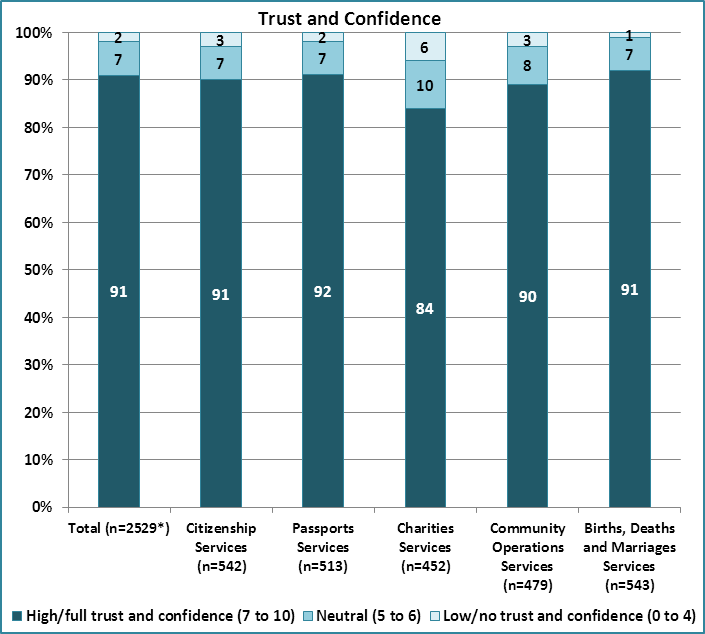 Trust and Confidence
100%
90%
80%
70%
60%
50%
40%
30%
20%
10%
0%
2 3 2 6 3 1
7 7 7 10 8 7
91 91 92 84 90 91
Total (n=2529*)
Citizenship
Services
(n=542)
Passports
Services
(n=513)
Charities
Services
(n=452)
Community
Operations
Services
(n=479)
Births, Deaths
and Marriages
Services
(n=543)
High/full trust and confidence (7 to 10) Neutral (5 to 6) Low/no trust and confidence (0 to 4)